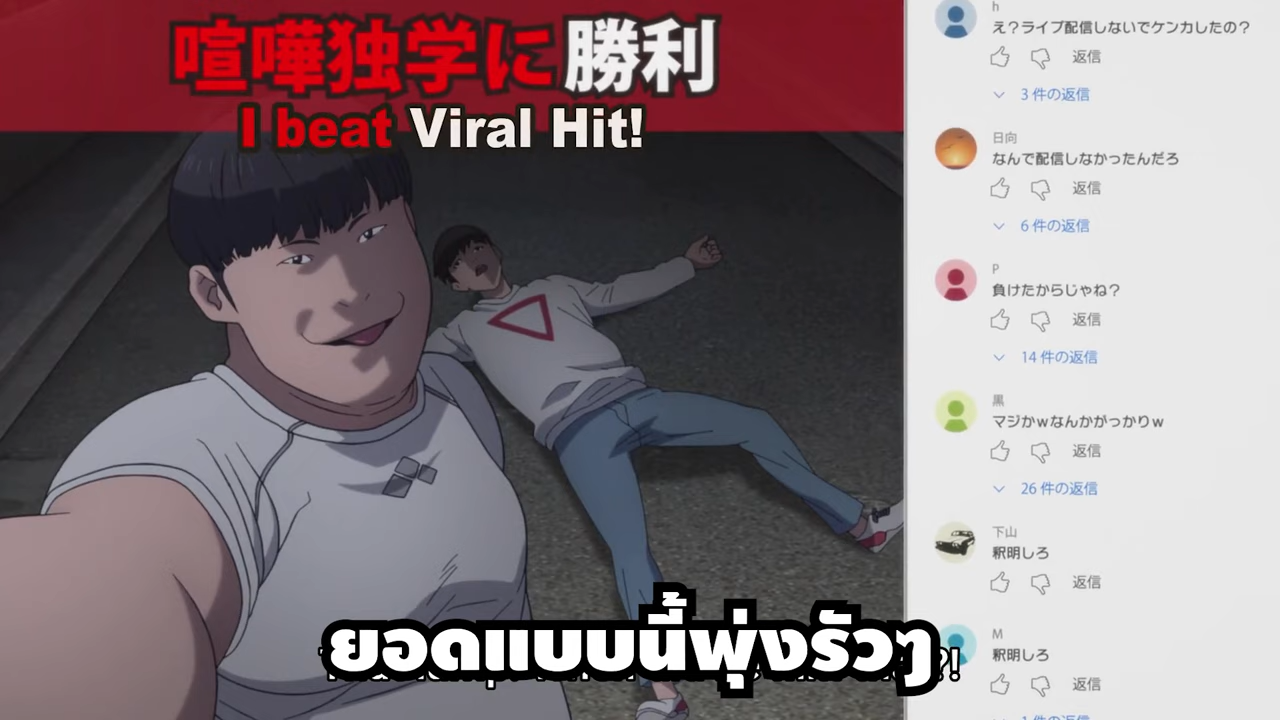 喧嘩独学に勝利
I beat Viral Hit!
h
え？ライブ配信しないでケンカしたの？
返信
3 件の返信
日向
なんで配信しなかったんだろ
返信
6 件の返信
P
負けたからじゃね？
返信
14 件の返信
黒
マジかwなんかがっかりw
返信
26 件の返信
下山
釈明しろ
返信
M
釈明しろ
返信
ยอดแบบนี้พุ่งรัวๆ
?!